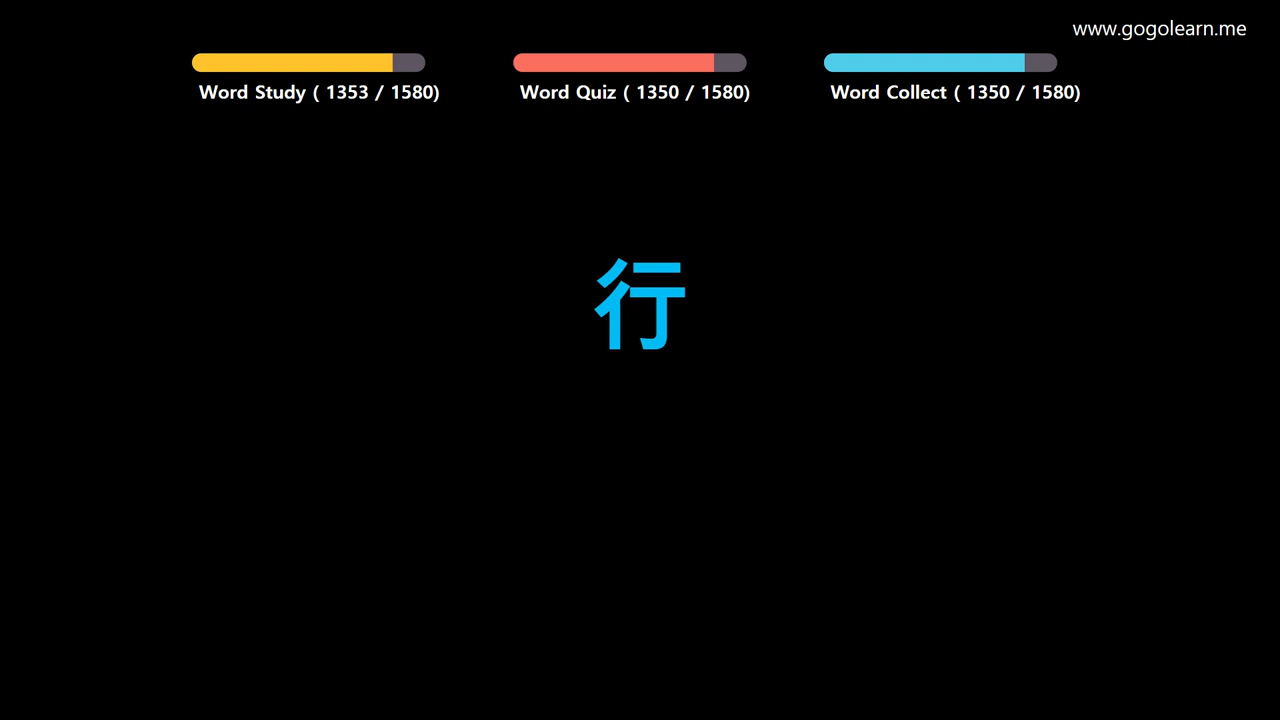 www.gogolearn.me
Word Study ( 1353 / 1580)
Word Quiz ( 1350 / 1580)
Word Collect ( 1350 / 1580)
行